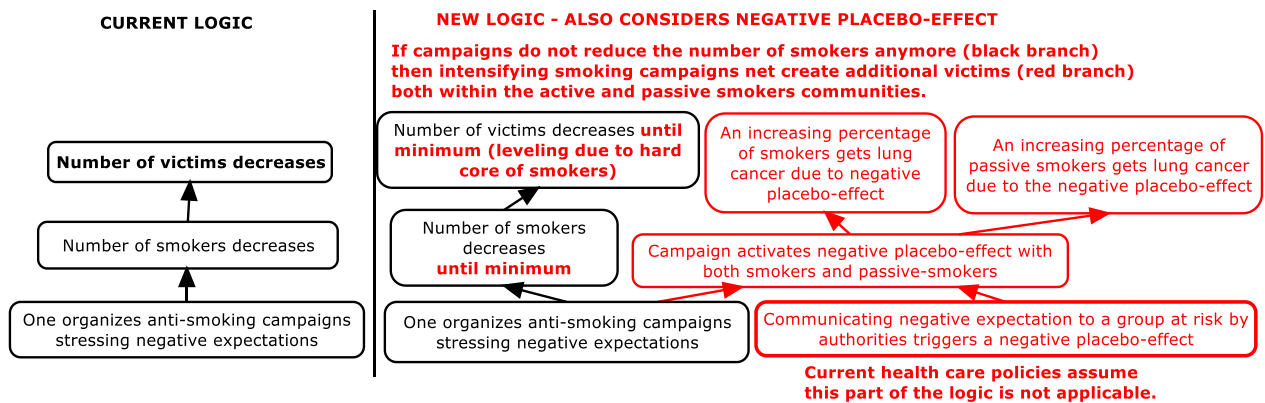 CURRENT LOGIC
Number of victims decreases
Number of smokers decreases
One organizes anti-smoking campaigns
stressing negative expectations
NEW LOGIC - ALSO CONSIDERS NEGATIVE PLACEBO-EFFECT
If campaigns do not reduce the number of smokers anymore (black branch)
then intensifying smoking campaigns net create additional victims (red branch)
both within the active and passive smokers communities.
Number of victims decreases until
minimum (leveling due to hard
core of smokers)
An increasing percentage
of smokers gets lung
cancer due to negative
placebo-effect
An increasing percentage of
passive smokers gets lung cancer
due to the negative placebo-effect
Number of smokers
decreases
until minimum
Campaign activates negative placebo-effect with
both smokers and passive-smokers
One organizes anti-smoking campaigns
stressing negative expectations
Communicating negative expectation to a group at risk by
authorities triggers a negative placebo-effect
Current health care policies assume
this part of the logic is not applicable.